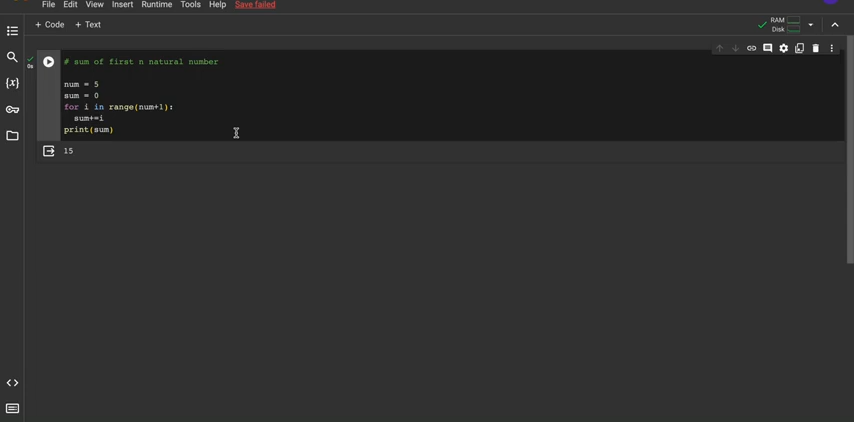 File Edit View Insert Runtime Tools Help Save failed
+ Code + Text
RAM
Disk
{x}
0s
# sum of first n natural number
num = 5
sum = 0
for i in range(num+1):
  sum+=i
print(sum)
15